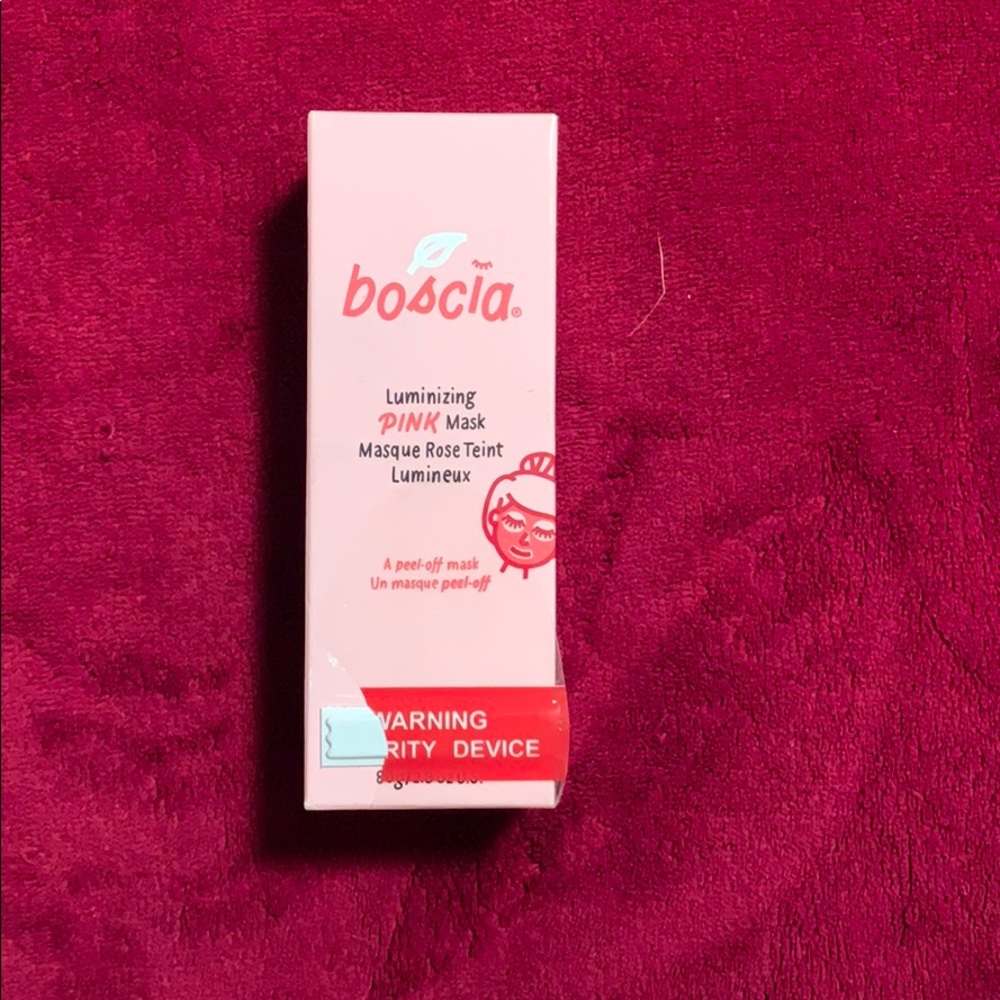 boscia®
Luminizing
PINK Mask
Masque Rose Teint
Lumineux
A peel-off mask
Un masque peel-off
WARNING
RITY DEVICE